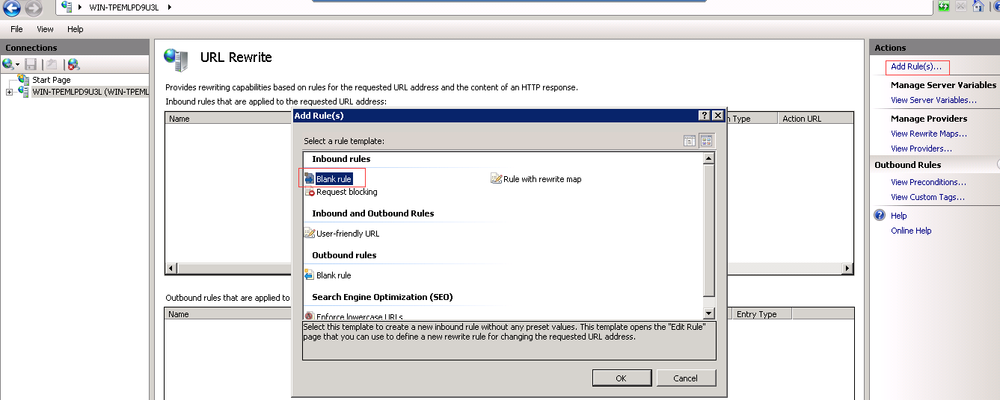 WIN-TPEMLPD9U3L
File View Help
Connections
Start Page
WIN-TPEMLPD9U3L (WIN-TPEML
URL Rewrite
Provides rewriting capabilities based on rules for the requested URL address and the content of an HTTP response.
Inbound rules that are applied to the requested URL address:
Name Type Action URL
Add Rule(s)
Select a rule template:
Inbound rules
Blank rule Rule with rewrite map
Request blocking
Inbound and Outbound Rules
User-friendly URL
Outbound rules
Blank rule
Search Engine Optimization (SEO)
Enforce lowercase URLs
Select this template to create a new inbound rule without any preset values. This template opens the "Edit Rule"
page that you can use to define a new rewrite rule for changing the requested URL address.
OK Cancel
Outbound rules that are applied to
Name Entry Type
Actions
Add Rule(s)...
Manage Server Variables
View Server Variables...
Manage Providers
View Rewrite Maps...
View Providers...
Outbound Rules
View Preconditions...
View Custom Tags...
Help
Online Help